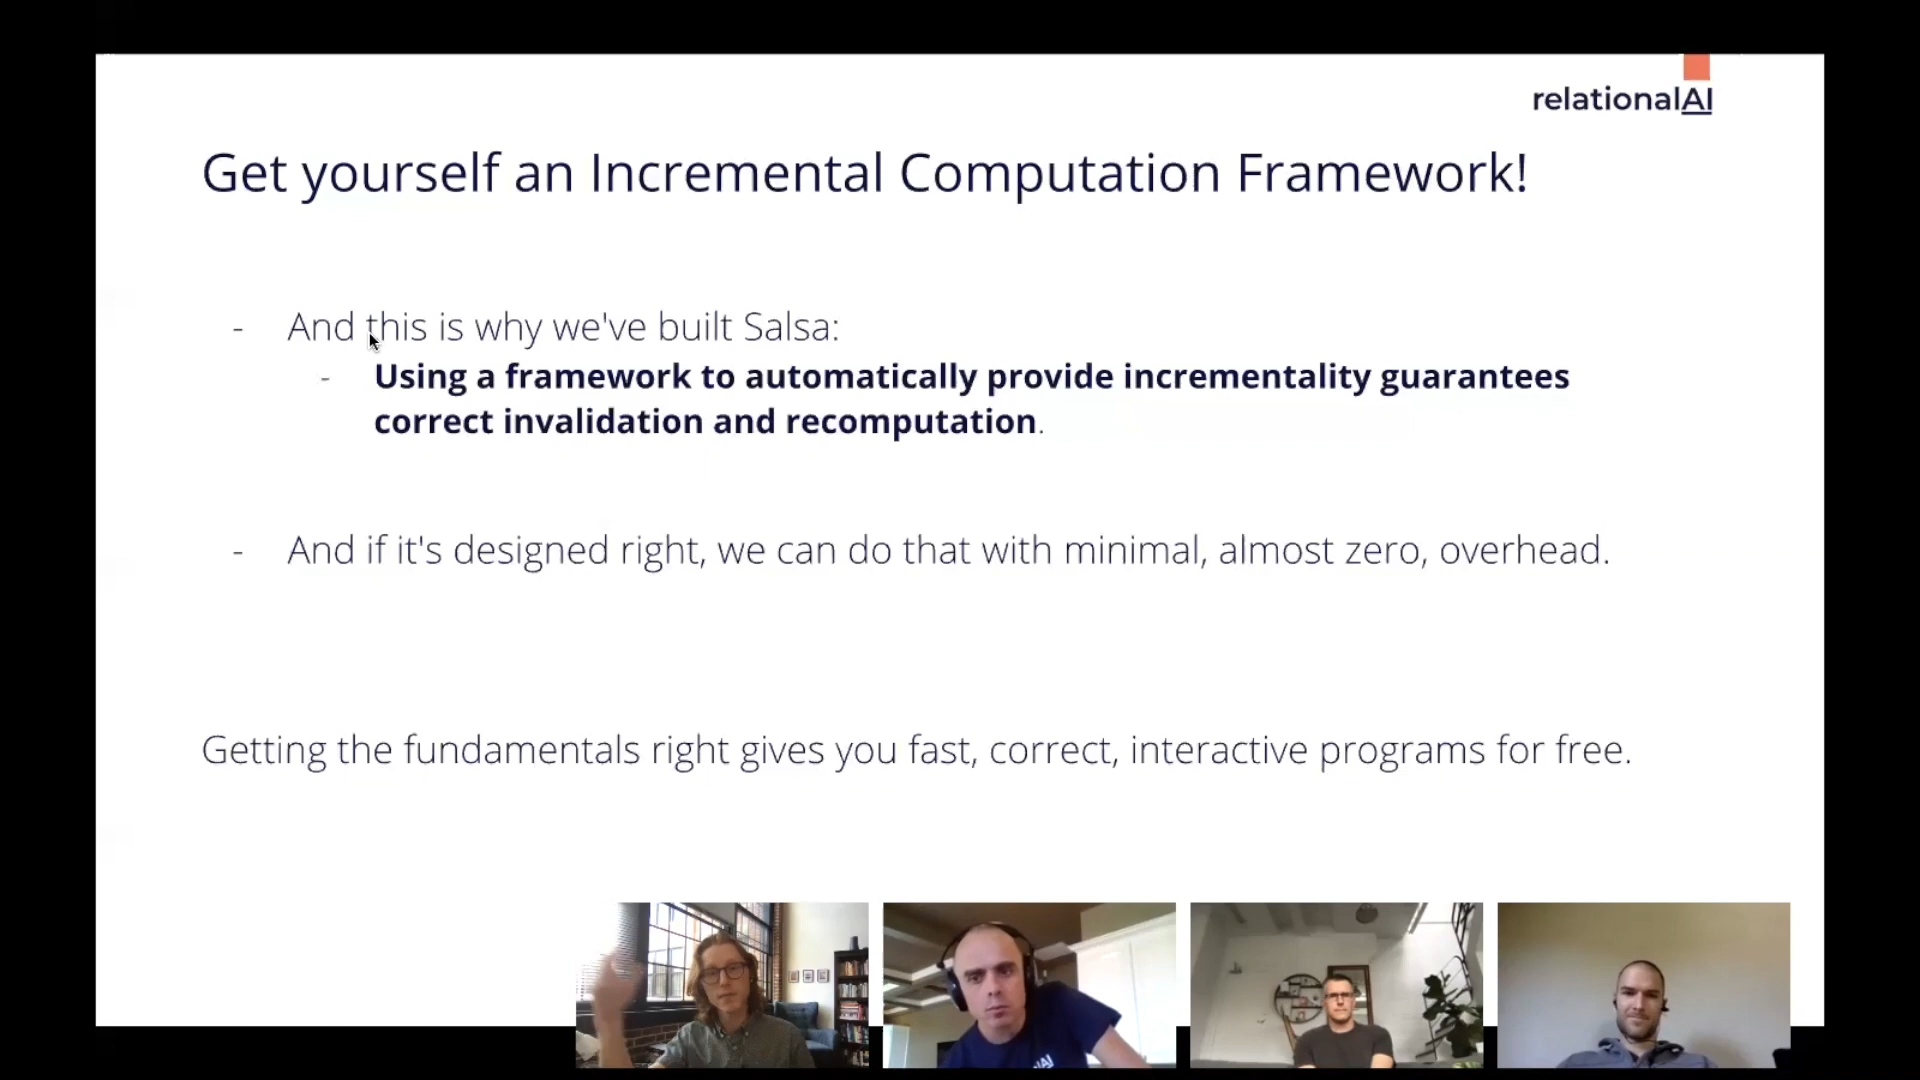 relationalAI
Get yourself an Incremental Computation Framework!
- And this is why we've built Salsa:
- Using a framework to automatically provide incrementality guarantees
correct invalidation and recomputation.
- And if it's designed right, we can do that with minimal, almost zero, overhead.
Getting the fundamentals right gives you fast, correct, interactive programs for free.